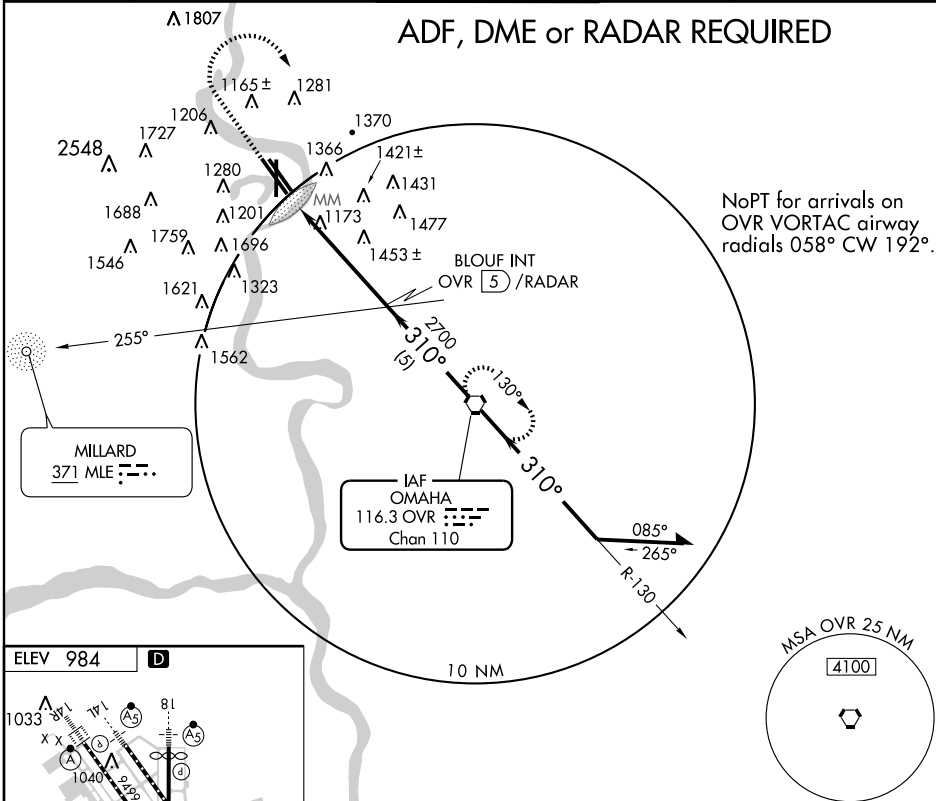 ADF, DME or RADAR REQUIRED
1807
1165 ±
1281
1206
1370
1727
2548
1366
1421±
1280
1431
MM
NoPT for arrivals on
OVR VORTAC airway
radials 058° CW 192°.
1688
1201
1173
1477
1759
1546
1696
1453 ±
BLOUF INT
OVR 5 /RADAR
1323
1621
255°
2700
310°
(5)
1562
130°
MILLARD
371 MLE
310°
IAF
OMAHA
116.3 OVR
Chan 110
085°
265°
R-130
10 NM
MSA OVR 25 NM
4100
ELEV 984 D
1033
14R
14L
18
A5
A5
X X
A
P
P
1040
9499